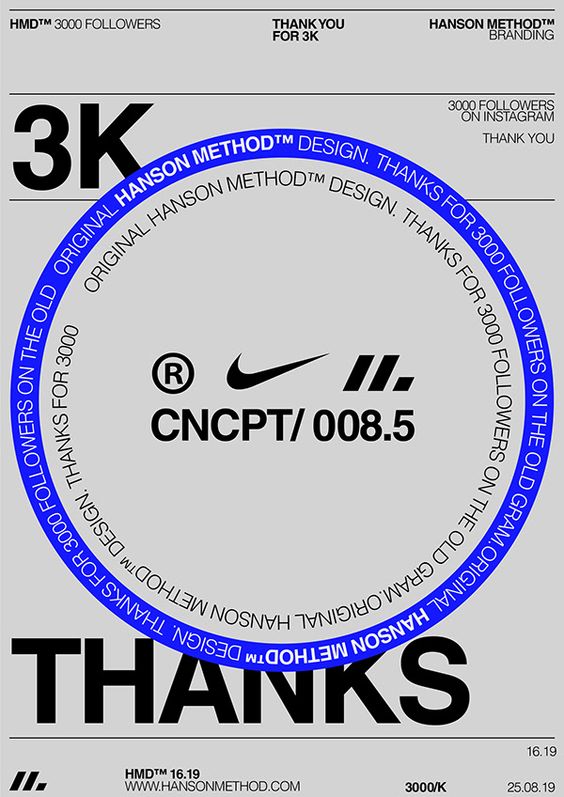 HMD™ 3000 FOLLOWERS
THANK YOU
FOR 3K
HANSON METHOD™
BRANDING
3K
3000 FOLLOWERS
ON INSTAGRAM
THANK YOU
ORIGINAL HANSON METHOD™ DESIGN. THANKS FOR 3000 FOLLOWERS ON THE OLD GRAM.ORIGINAL HANSON METHOD™ DESIGN. THANKS FOR 3000 FOLLOWERS ON THE OLD
ORIGINAL HANSON METHOD™ DESIGN. THANKS FOR 3000 FOLLOWERS ON THE OLD GRAM.ORIGINAL HANSON METHOD™ DESIGN. THANKS FOR 3000
®
CNCPT/ 008.5
THANKS
16.19
HMD™ 16.19
WWW.HANSONMETHOD.COM
3000/K
25.08.19